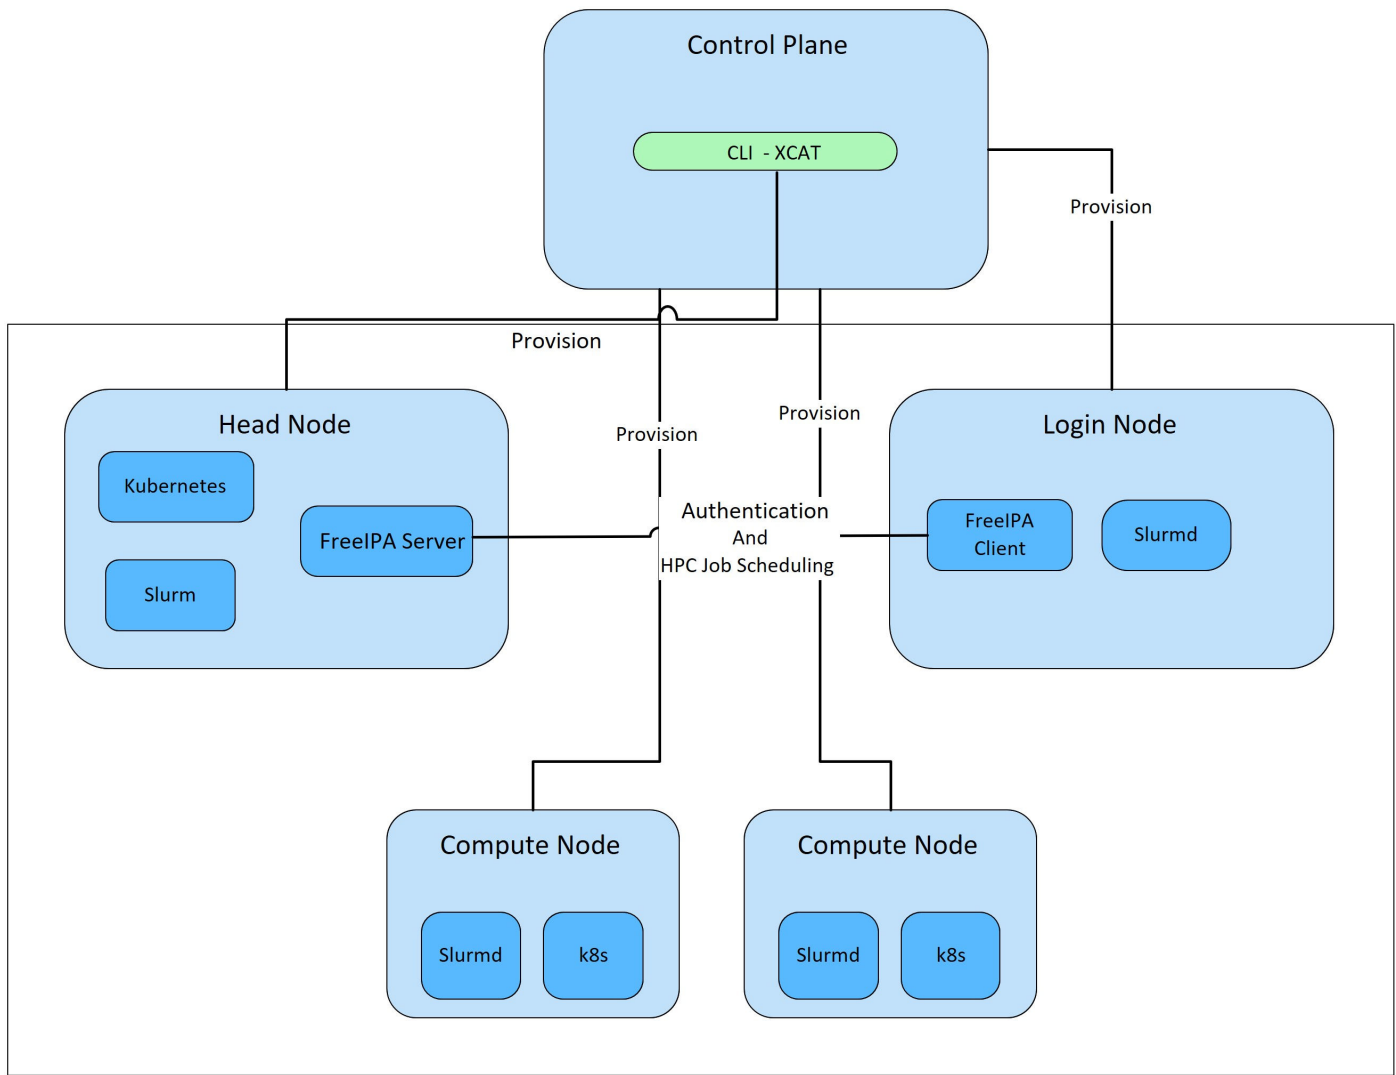 Control Plane
CLI - XCAT
Provision
Provision
Head Node
Kubernetes
FreeIPA Server
Slurm
Provision
Provision
Authentication
And
HPC Job Scheduling
Login Node
FreeIPA
Client
Slurmd
Compute Node
Slurmd
k8s
Compute Node
Slurmd
k8s